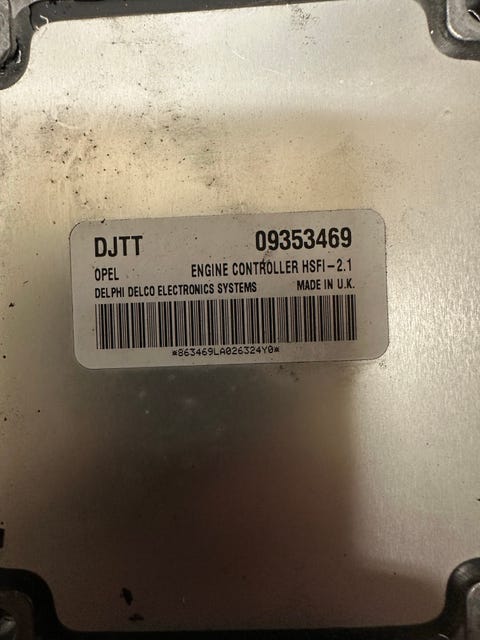 DJTT 09353469
OPEL ENGINE CONTROLLER HSFI-2.1
DELPHI DELCO ELECTRONICS SYSTEMS MADE IN U.K.
*863469LA026324Y0*